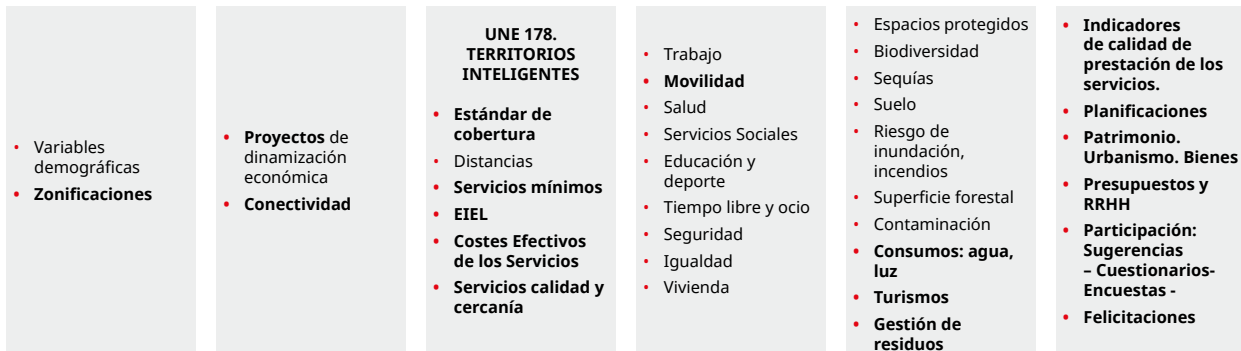 • Variables
demográficas
• Zonificaciones
• Proyectos de
dinamización
económica
• Conectividad
UNE 178.
TERRITORIOS
INTELIGENTES
• Estándar de
cobertura
• Distancias
• Servicios mínimos
• EIEL
• Costes Efectivos
de los Servicios
• Servicios calidad y
cercanía
• Trabajo
• Movilidad
• Salud
• Servicios Sociales
• Educación y
deporte
• Tiempo libre y ocio
• Seguridad
• Igualdad
• Vivienda
• Espacios protegidos
• Biodiversidad
• Sequías
• Suelo
• Riesgo de
inundación,
incendios
• Superficie forestal
• Contaminación
• Consumos: agua,
luz
• Turismos
• Gestión de
residuos
• Indicadores
de calidad de
prestación de los
servicios.
• Planificaciones
• Patrimonio.
Urbanismo. Bienes
• Presupuestos y
RRHH
• Participación:
Sugerencias
– Cuestionarios-
Encuestas -
• Felicitaciones